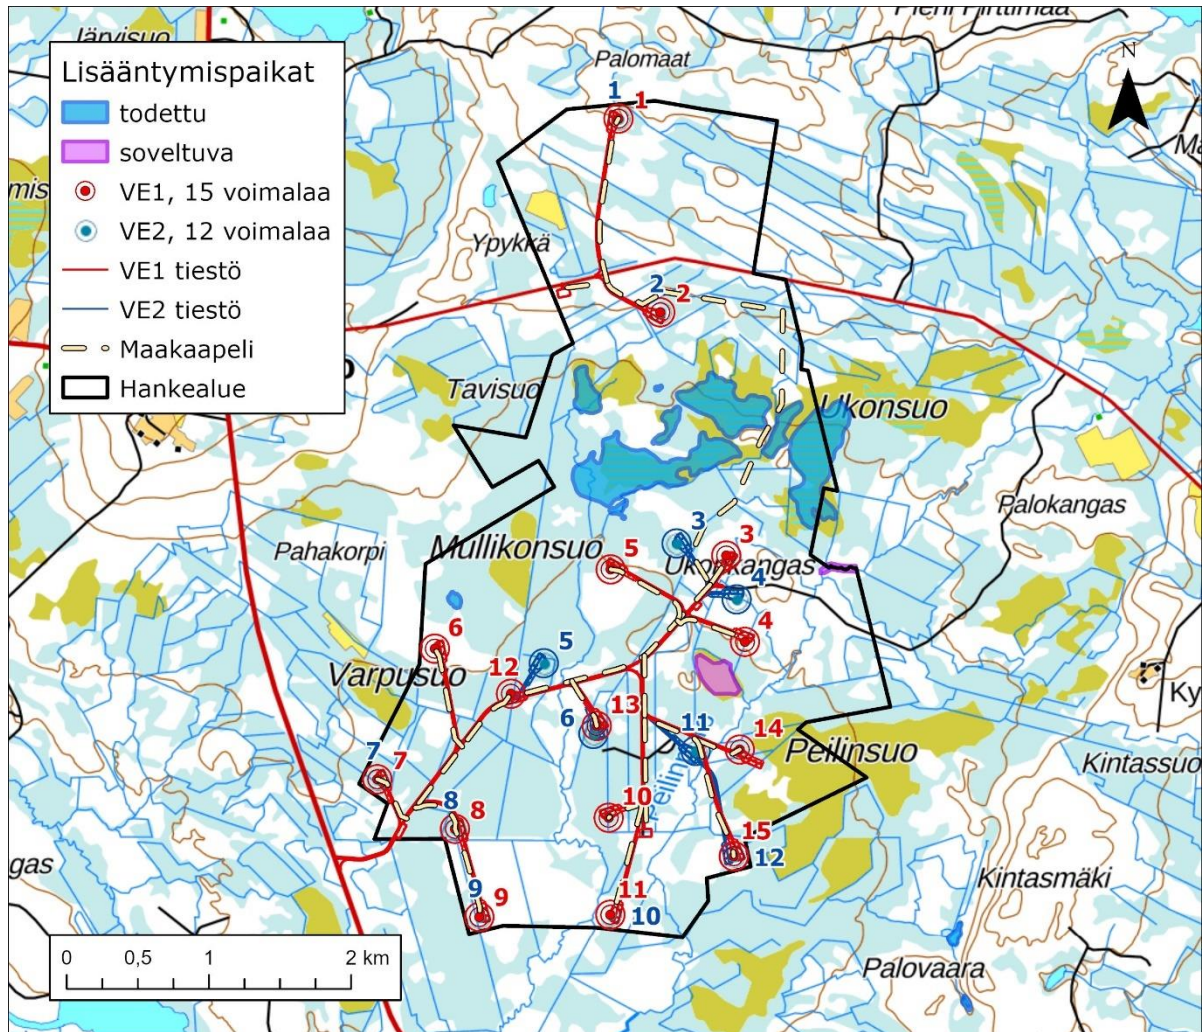 Järvisuo
Lisääntymispaikat
todettu
soveltuva
VE1, 15 voimalaa
VE2, 12 voimalaa
VE1 tiestö
VE2 tiestö
Maakaapeli
Hankealue
Palomaat
N
1 1
Ypykkä
2 2
Tavisuo
Ukonsuo
Palokangas
Pahakorpi
Mullikonsuo
3 3
5
Ukonkangas
4
6
5
4
Varpusuo
12
13
6
11
14
Peilinsuo
Kintassuo
7 7
8 8
10
15
12
Kintasmäki
9 9
11
10
Palovaara
0 0,5 1 2 km
gas
Ky